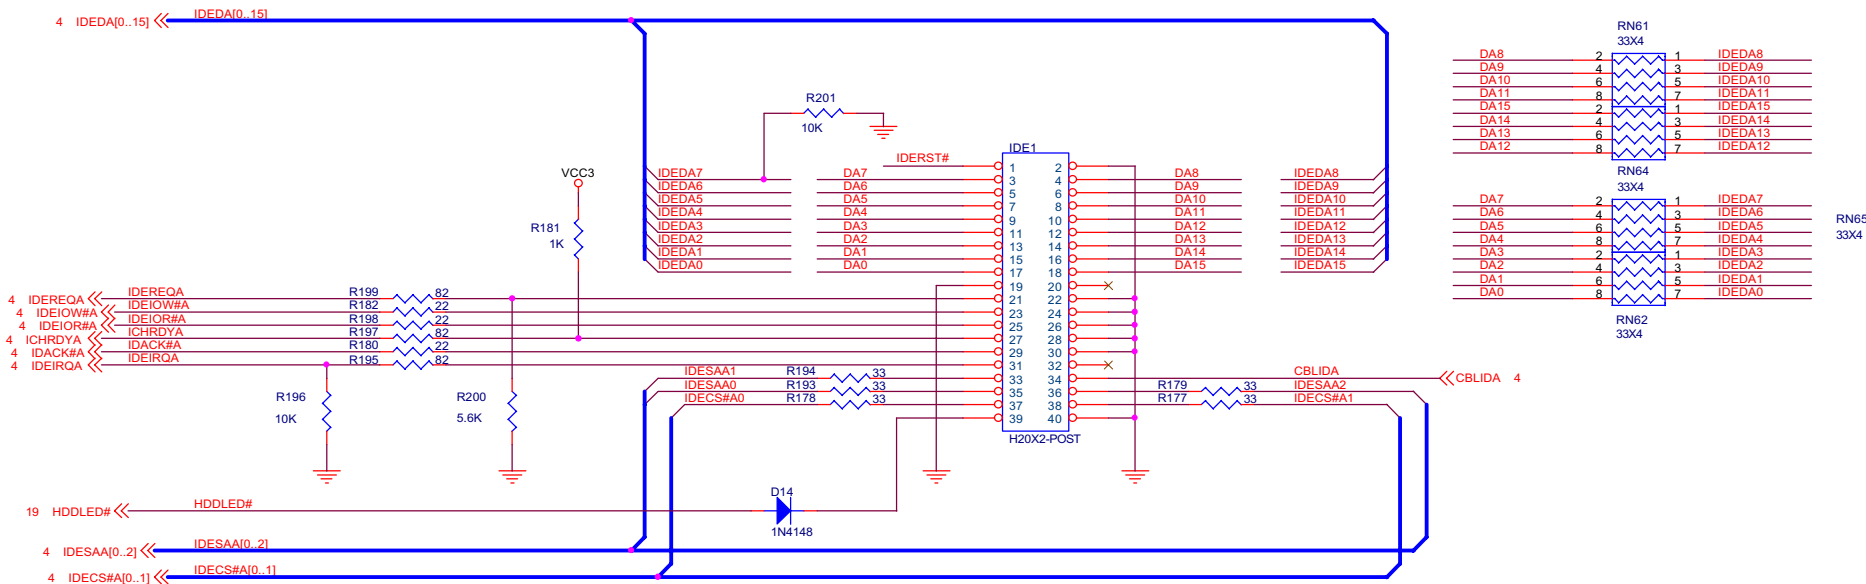 4 IDEDA[0..15] IDEDA[0..15]
RN61
33X4
DA8 2 1 IDEDA8
DA9 4 3 IDEDA9
DA10 6 5 IDEDA10
DA11 8 7 IDEDA11
DA15 2 1 IDEDA15
DA14 4 3 IDEDA14
DA13 6 5 IDEDA13
DA12 8 7 IDEDA12
RN64
33X4
DA7 2 1 IDEDA7
DA6 4 3 IDEDA6
DA5 6 5 IDEDA5
DA4 8 7 IDEDA4
DA3 2 1 IDEDA3
DA2 4 3 IDEDA2
DA1 6 5 IDEDA1
DA0 8 7 IDEDA0
RN65
33X4
RN62
33X4
R201
10K
IDE1
IDERST# 1 2
IDEDA7 DA7 3 4 DA8 IDEDA8
IDEDA6 DA6 5 6 DA9 IDEDA9
IDEDA5 DA5 7 8 DA10 IDEDA10
IDEDA4 DA4 9 10 DA11 IDEDA11
IDEDA3 DA3 11 12 DA12 IDEDA12
IDEDA2 DA2 13 14 DA13 IDEDA13
IDEDA1 DA1 15 16 DA14 IDEDA14
IDEDA0 DA0 17 18 DA15 IDEDA15
19 20
VCC3
R181
1K
4 IDEREQA IDEREQA R199 82 21 22
4 IDEIOW#A IDEIOW#A R182 22 23 24
4 IDEIOR#A IDEIOR#A R198 22 25 26
4 ICHRDYA ICHRDYA R197 82 27 28
4 IDACK#A IDACK#A R180 22 29 30
4 IDEIRQA IDEIRQA R195 82 31 32
IDESAA1 R194 33 33 34 CBLIDA CBLIDA 4
IDESAA0 R193 33 35 36 R179 33 IDESAA2
IDECS#A0 R178 33 37 38 R177 33 IDECS#A1
39 40
H20X2-POST
R196
10K
R200
5.6K
D14
1N4148
19 HDDLED# HDDLED#
4 IDESAA[0..2] IDESAA[0..2]
4 IDECS#A[0..1] IDECS#A[0..1]